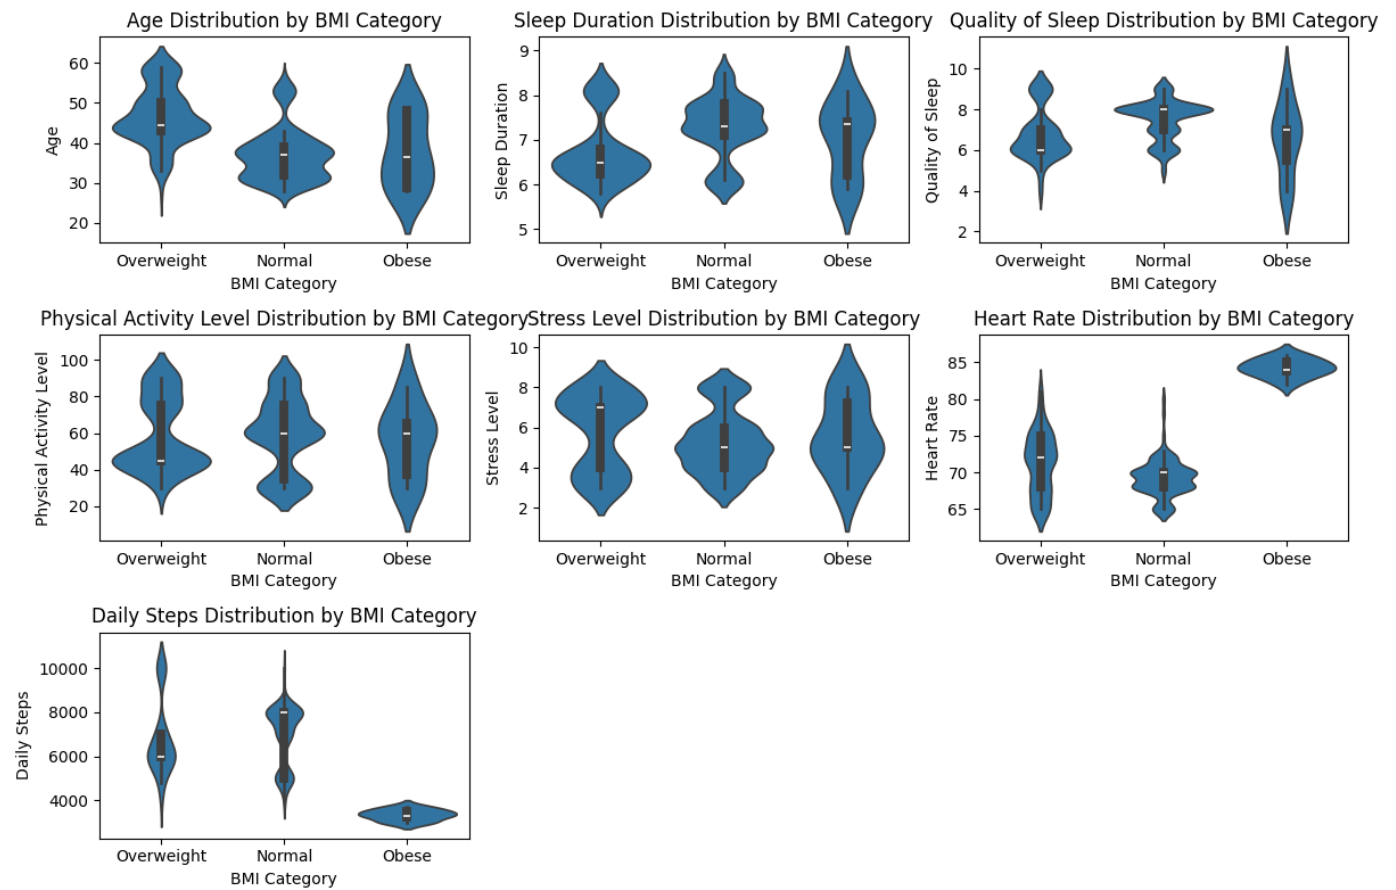 Age Distribution by BMI Category
Age
60
50
40
30
20
Overweight Normal Obese
BMI Category
Sleep Duration Distribution by BMI Category
Sleep Duration
9
8
7
6
5
Overweight Normal Obese
BMI Category
Quality of Sleep Distribution by BMI Category
Quality of Sleep
10
8
6
4
2
Overweight Normal Obese
BMI Category
Physical Activity Level Distribution by BMI Category
Physical Activity Level
100
80
60
40
20
Overweight Normal Obese
BMI Category
Stress Level Distribution by BMI Category
Stress Level
10
8
6
4
2
Overweight Normal Obese
BMI Category
Heart Rate Distribution by BMI Category
Heart Rate
85
80
75
70
65
Overweight Normal Obese
BMI Category
Daily Steps Distribution by BMI Category
Daily Steps
10000
8000
6000
4000
Overweight Normal Obese
BMI Category